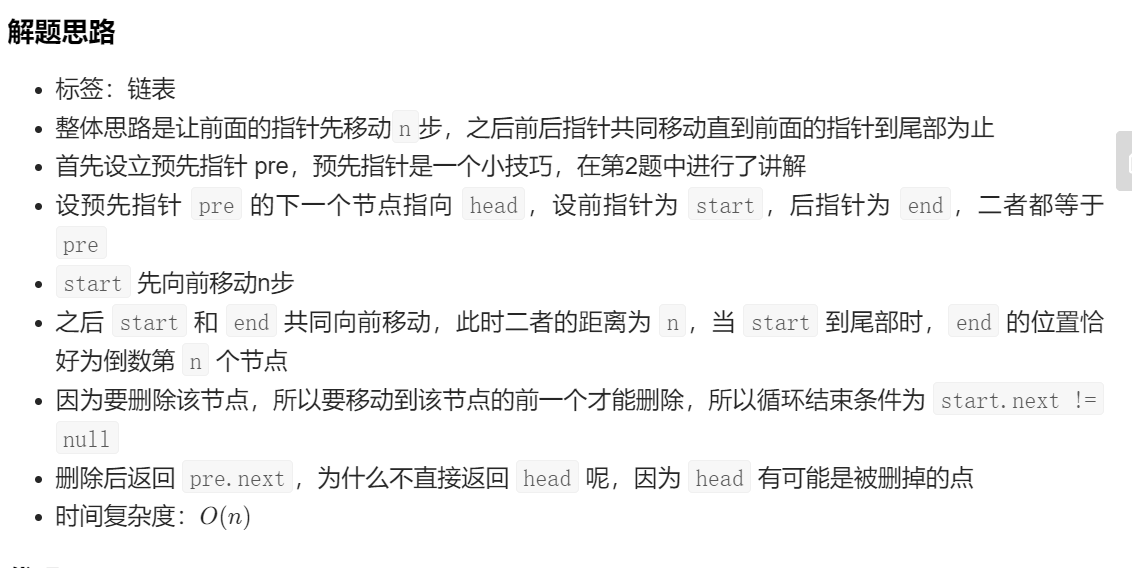 解题思路
标签：链表
整体思路是让前面的指针先移动 n 步，之后前后指针共同移动直到前面的指针到尾部为止
首先设立预先指针 pre，预先指针是一个小技巧，在第2题中进行了讲解
设预先指针 pre 的下一个节点指向 head，设前指针为 start，后指针为 end，二者都等于
pre
start 先向前移动n步
之后 start 和 end 共同向前移动，此时二者的距离为 n，当 start 到尾部时，end 的位置恰
好为倒数第 n 个节点
因为要删除该节点，所以要移动到该节点的前一个才能删除，所以循环结束条件为 start.next !=
null
删除后返回 pre.next，为什么不直接返回 head 呢，因为 head 有可能是被删掉的点
时间复杂度：O(n)